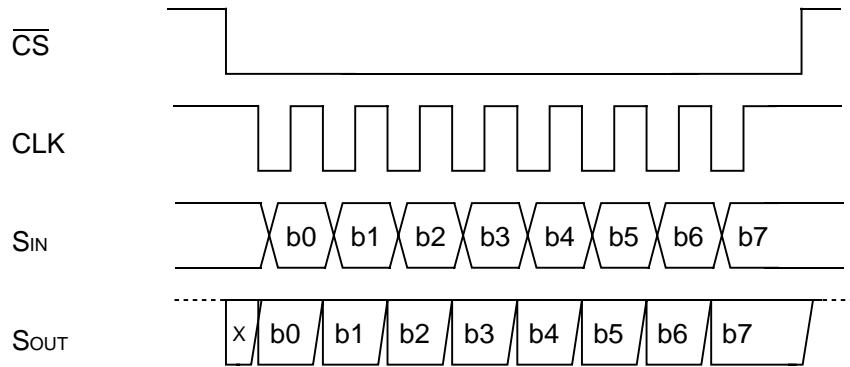 C̅S̅
CLK
SIN
b0 b1 b2 b3 b4 b5 b6 b7
SOUT
x b0 b1 b2 b3 b4 b5 b6 b7